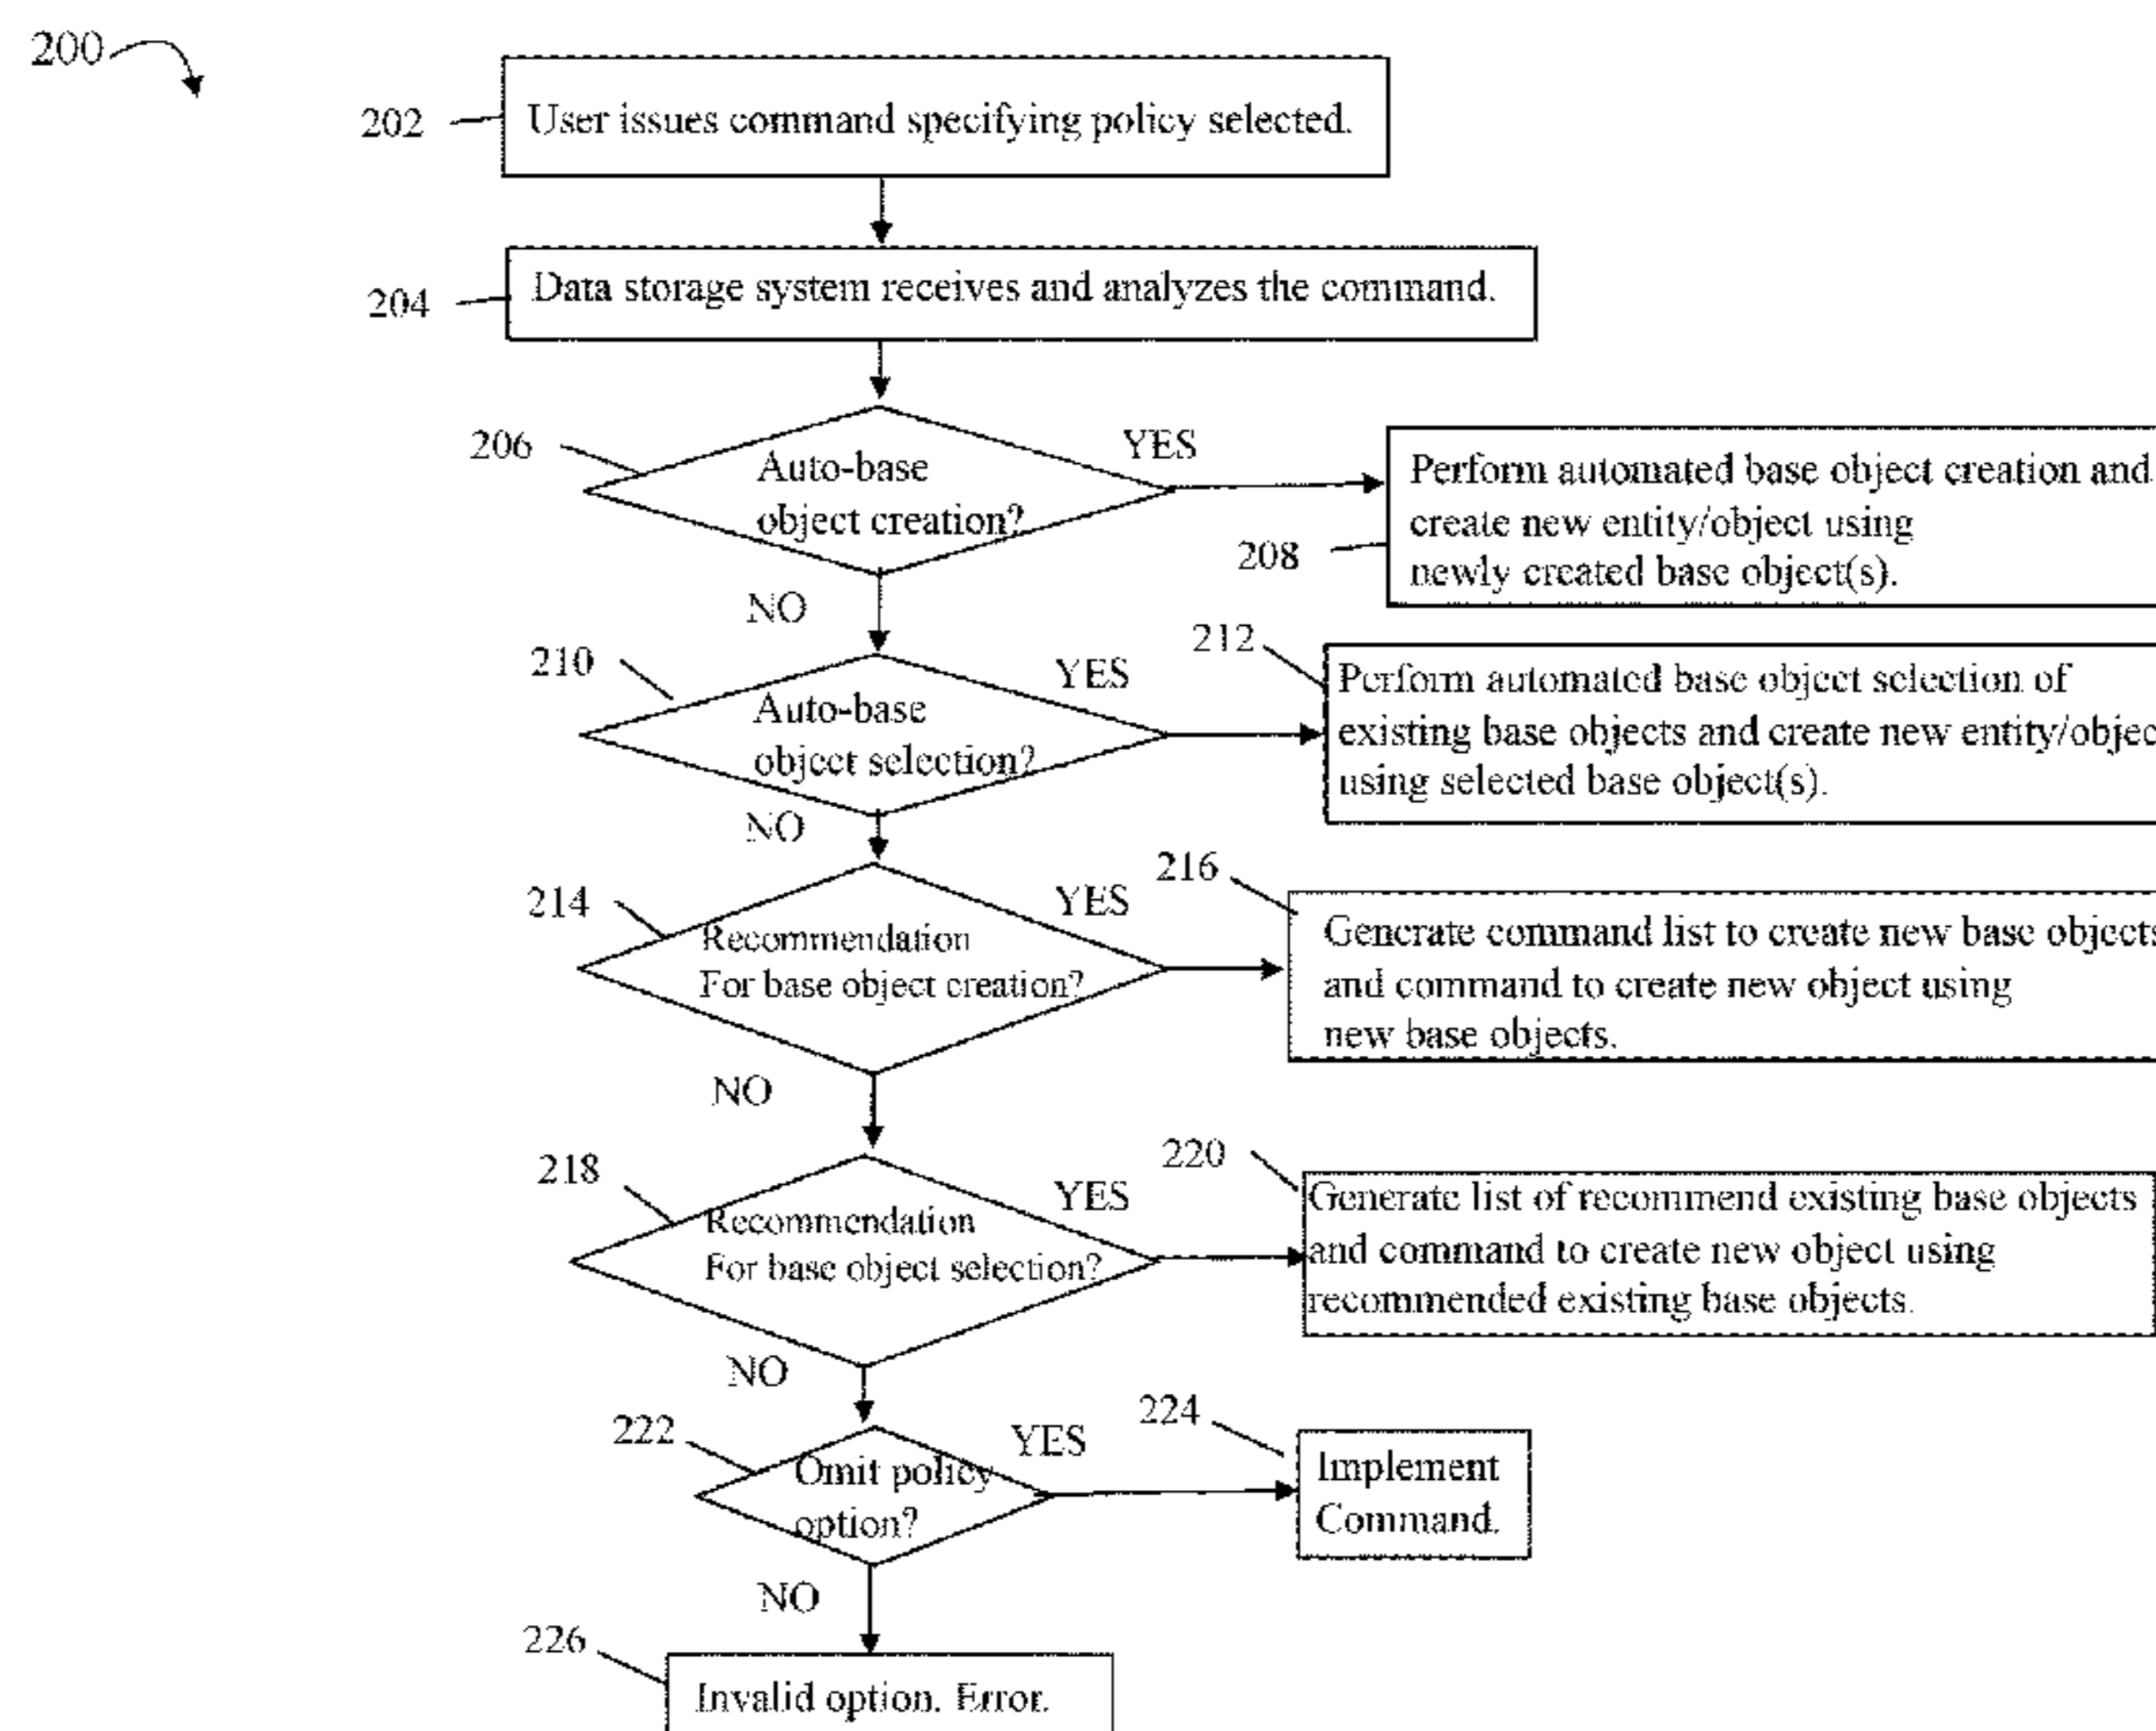 200
202
User issues command specifying policy selected.
204
Data storage system receives and analyzes the command.
206
Auto-base
object creation?
YES
Perform automated base object creation and
create new entity/object using
newly created base object(s).
208
NO
210
Auto-base
object selection?
YES
212
Perform automated base object selection of
existing base objects and create new entity/objec
using selected base object(s).
NO
214
Recommendation
For base object creation?
YES
216
Generate command list to create new base objects
and command to create new object using
new base objects.
NO
218
Recommendation
For base object selection?
YES
220
Generate list of recommend existing base objects
and command to create new object using
recommended existing base objects.
NO
222
Omit policy
option?
YES
224
Implement
Command.
NO
226
Invalid option. Error.